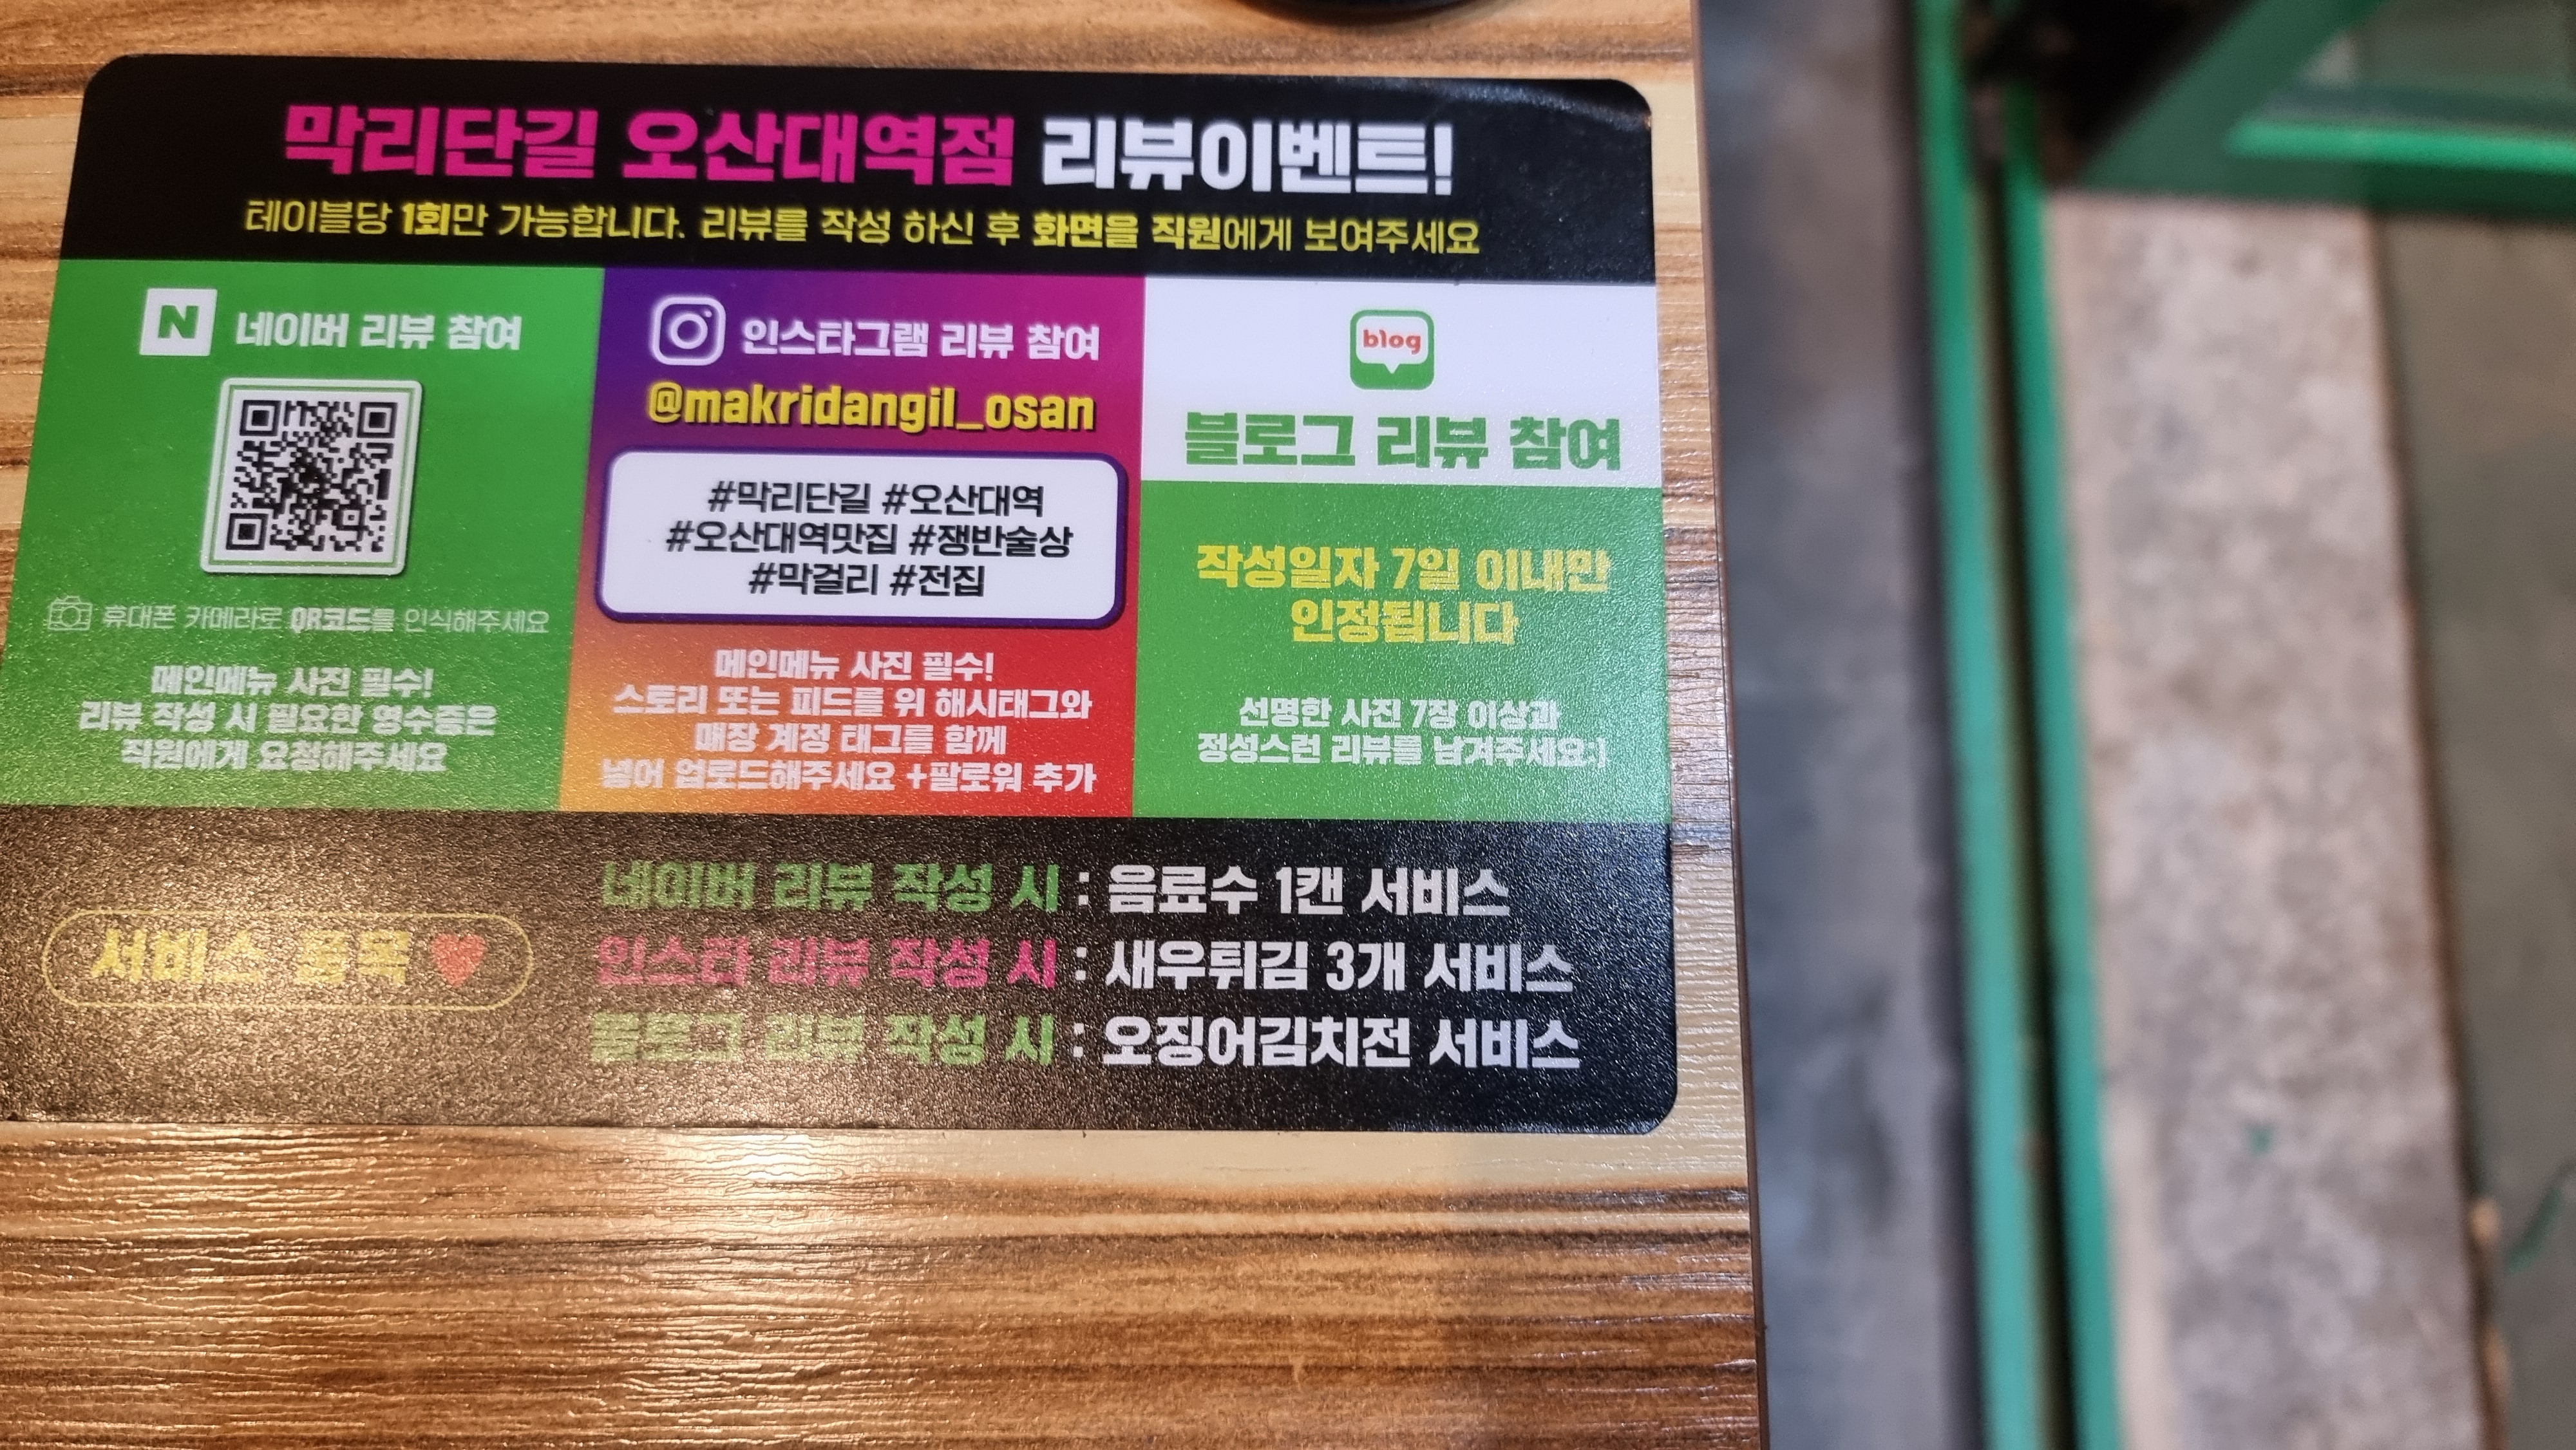 막리단길 오산대역점 리뷰이벤트!
테이블당 1회만 가능합니다. 리뷰를 작성 하신 후 화면을 직원에게 보여주세요
N 네이버 리뷰 참여
휴대폰 카메라로 QR코드를 인식해주세요
메인메뉴 사진 필수!
리뷰 작성 시 필요한 영수증은
직원에게 요청해주세요
인스타그램 리뷰 참여
@makridangil_osan
#막리단길 #오산대역
#오산대역맛집 #쟁반술상
#막걸리 #전집
메인메뉴 사진 필수!
스토리 또는 피드를 위 해시태그와
매장 계정 태그를 함께
넣어 업로드해주세요 +팔로워 추가
blog
블로그 리뷰 참여
작성일자 7일 이내만
인정됩니다
선명한 사진 7장 이상과
정성스런 리뷰를 남겨주세요:]
서비스 품목
네이버 리뷰 작성 시 : 음료수 1캔 서비스
인스타 리뷰 작성 시 : 새우튀김 3개 서비스
블로그 리뷰 작성 시 : 오징어김치전 서비스